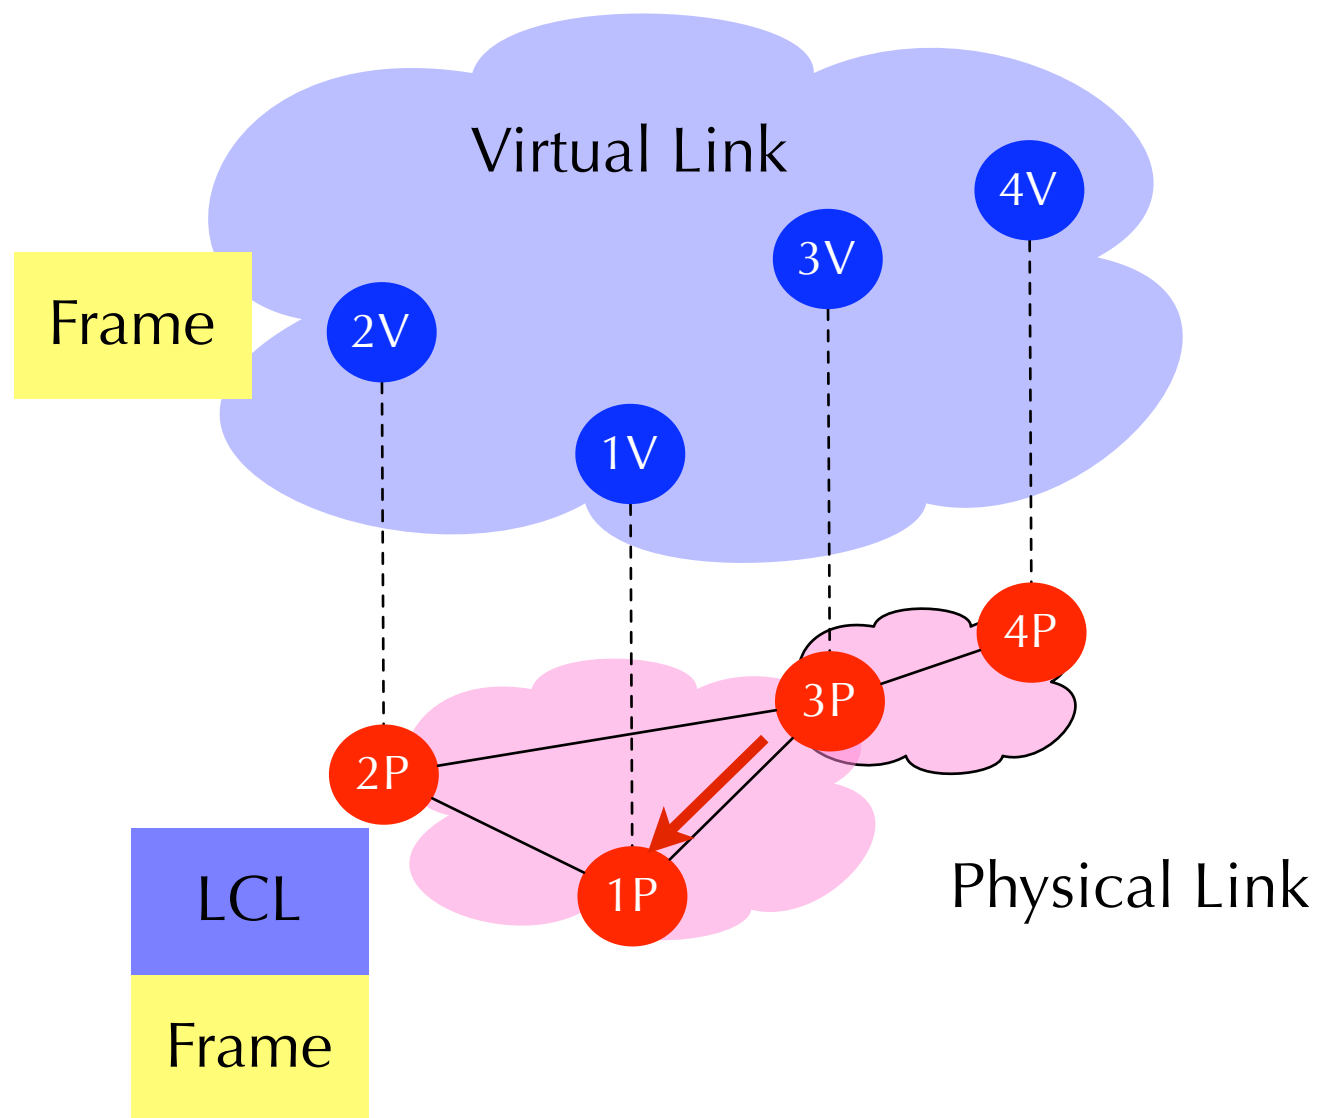 Virtual Link
4V
3V
Frame
2V
1V
4P
3P
2P
LCL
1P
Physical Link
Frame